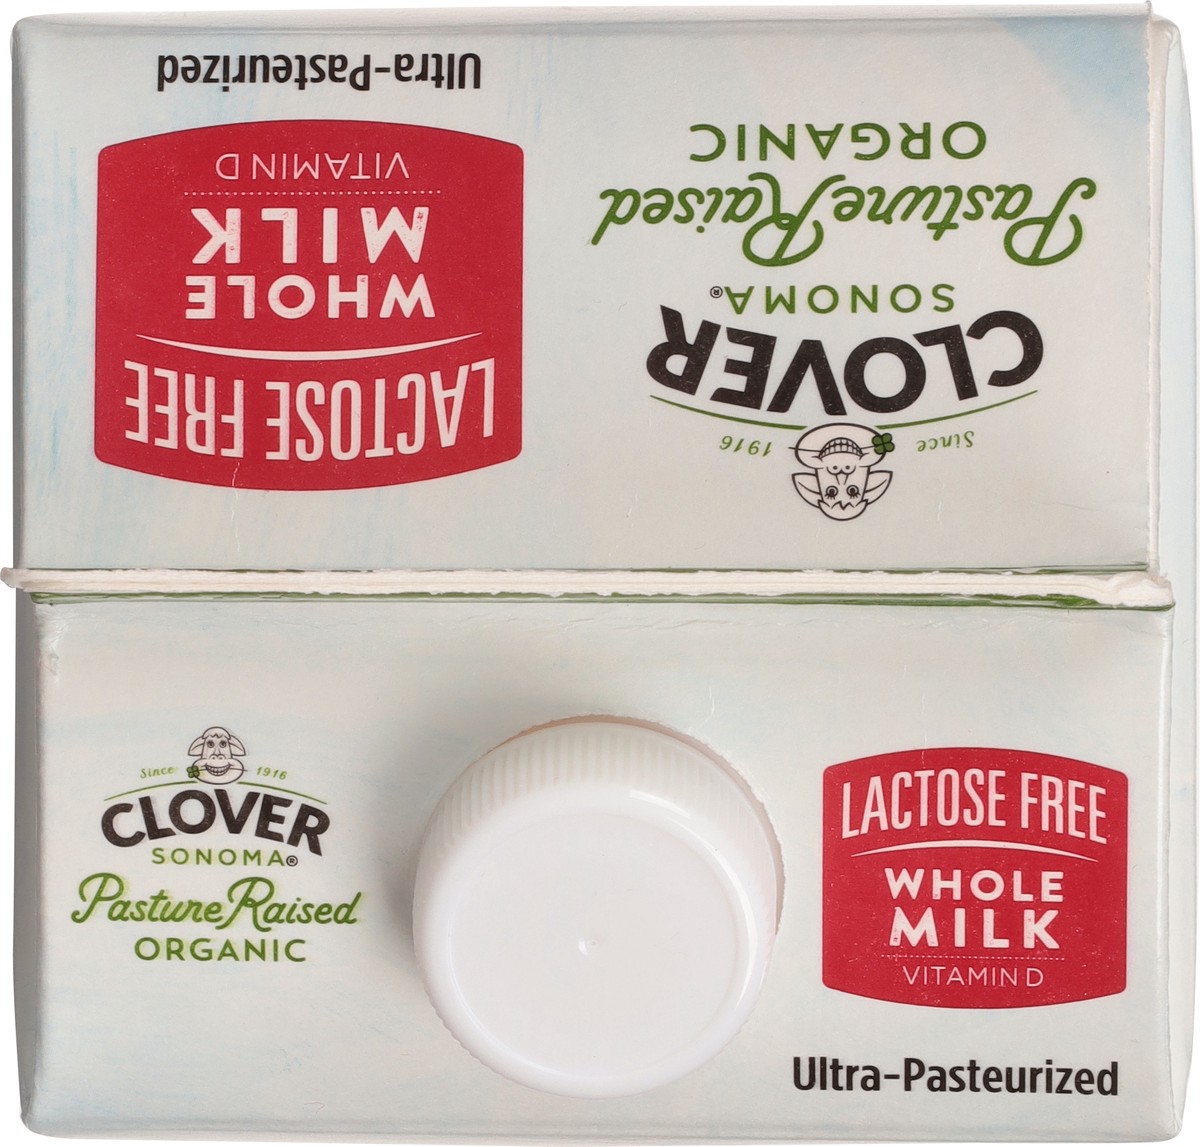 Ultra-Pasteurized
LACTOSE FREE
WHOLE
MILK
VITAMIN D
Since 1916
CLOVER
SONOMA®
Pasture Raised
ORGANIC
Since 1916
CLOVER
SONOMA®
Pasture Raised
ORGANIC
LACTOSE FREE
WHOLE
MILK
VITAMIN D
Ultra-Pasteurized